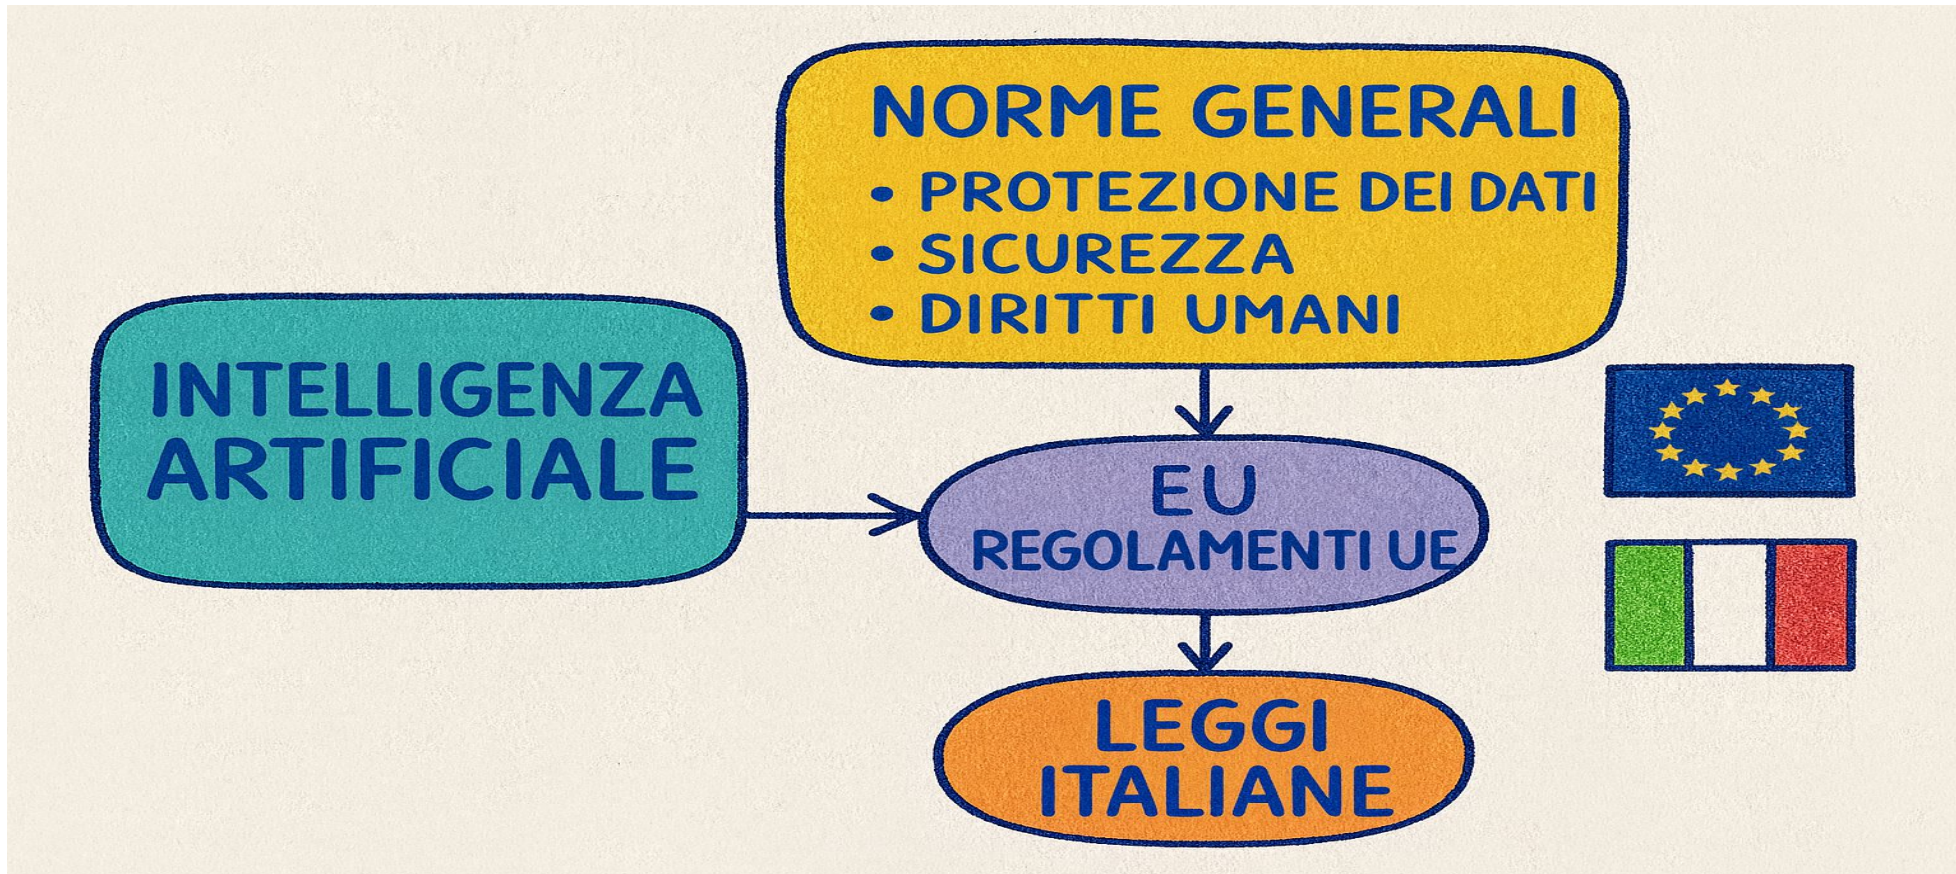 NORME GENERALI
• PROTEZIONE DEI DATI
• SICUREZZA
• DIRITTI UMANI
INTELLIGENZA
ARTIFICIALE
EU
REGOLAMENTI UE
LEGGI
ITALIANE